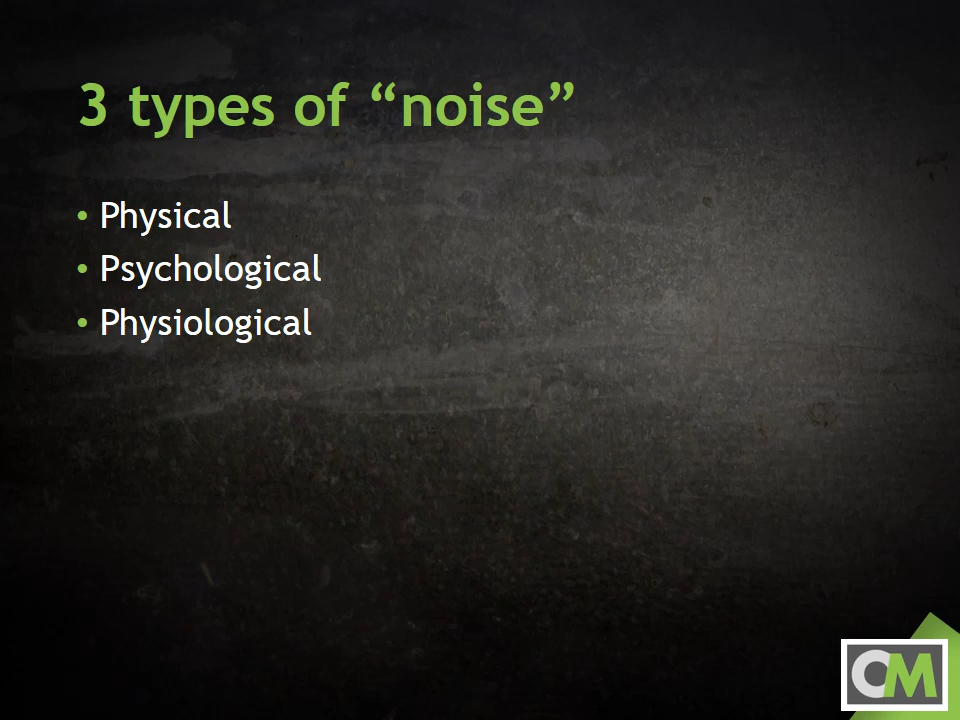 3 types of “noise”
• Physical
• Psychological
• Physiological
CM